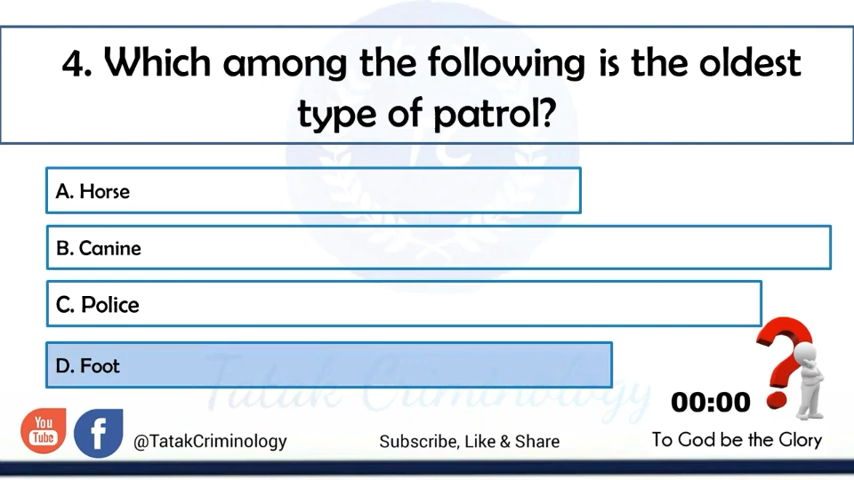 4. Which among the following is the oldest
type of patrol?
A. Horse
B. Canine
C. Police
D. Foot
Tatak Criminology
00:00
You
Tube
f
@TatakCriminology
Subscribe, Like & Share
To God be the Glory